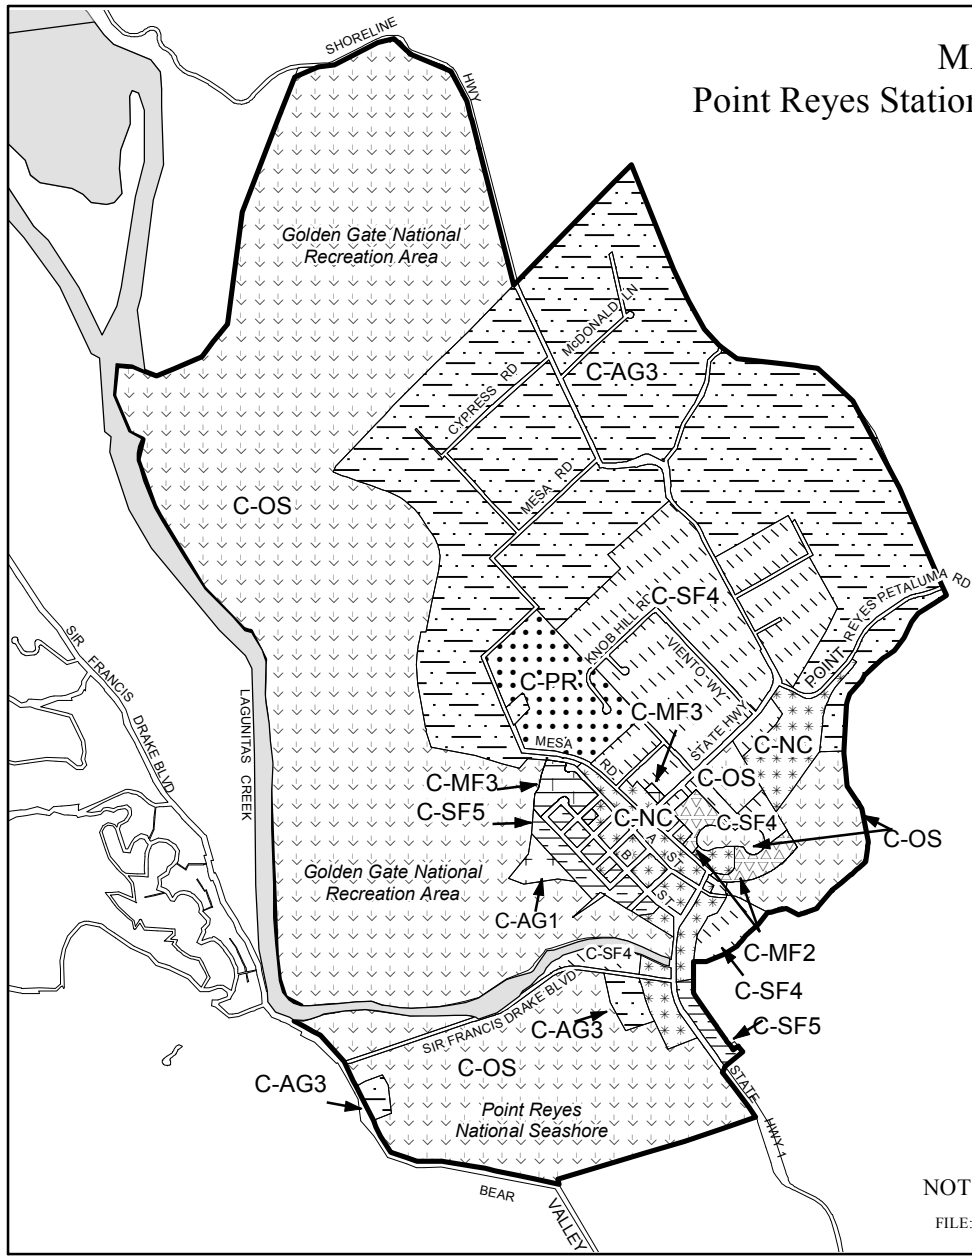 SHORELINE
HWY
MA
Point Reyes Station
Golden Gate National
Recreation Area
McDONALD LN
C-AG3
CYPRESS RD
MESA RD
C-OS
C-SF4
POINT REYES PETALUMA RD
KNOB HILL RD
SIR FRANCIS DRAKE BLVD
VIENTO WY
C-PR
LAGUNITAS CREEK
C-MF3
STATE HWY
MESA RD
C-NC
C-MF3
C-OS
C-SF5
C-NC
C-SF4
A ST
C-OS
B ST
Golden Gate National
Recreation Area
C-AG1
C-SF4
C-MF2
C-SF4
C-SF5
C-AG3
SIR FRANCIS DRAKE BLVD
C-OS
C-AG3
STATE HWY 1
Point Reyes
National Seashore
BEAR VALLEY
NOT
FILE: